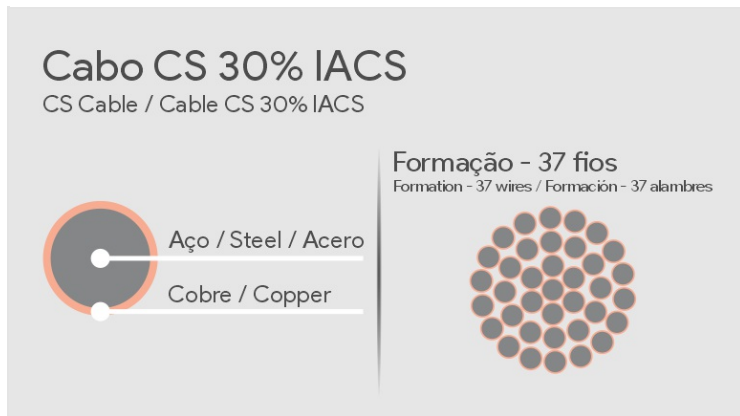 Cabo CS 30% IACS
CS Cable / Cable CS 30% IACS
Aço / Steel / Acero
Cobre / Copper
Formação - 37 fios
Formation - 37 wires / Formación - 37 alambres